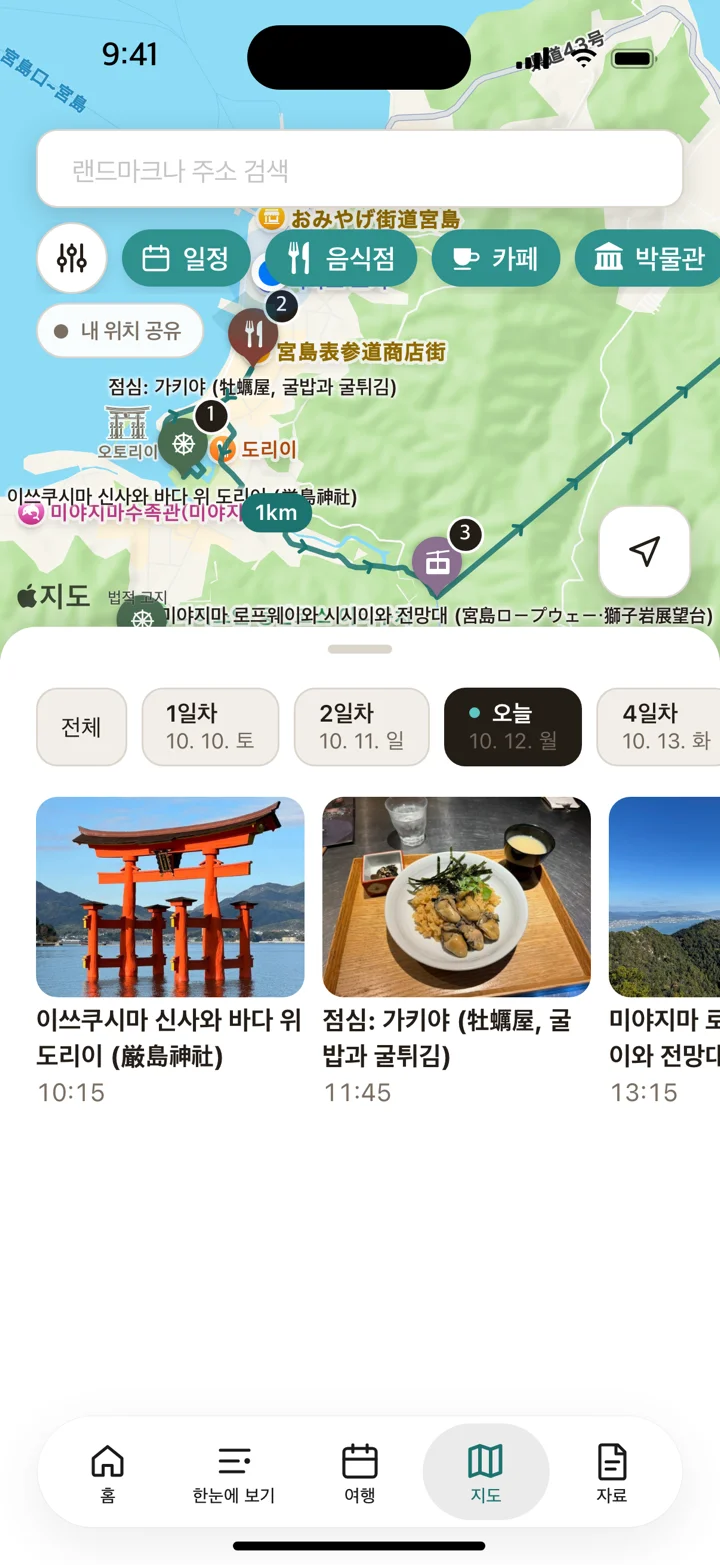 9:41
宮島口~宮島
道43号
랜드마크나 주소 검색
おみやげ街道宮島
일정
음식점
카페
박물관
내 위치 공유
2
宮島表参道商店街
점심: 가키야 (牡蠣屋, 굴밥과 굴튀김)
1
오토리이
도리이
이쓰쿠시마 신사와 바다 위 도리이 (厳島神社)
미야지마수족관(미야지
1km
3
지도
법적 고지
미야지마 로프웨이와 시시이와 전망대 (宮島ロープウェー·獅子岩展望台)
전체
1일차
10. 10. 토
2일차
10. 11. 일
오늘
10. 12. 월
4일차
10. 13. 화
이쓰쿠시마 신사와 바다 위
도리이 (厳島神社)
10:15
점심: 가키야 (牡蠣屋, 굴
밥과 굴튀김)
11:45
미야지마 로
이와 전망대
13:15
홈
한눈에 보기
여행
지도
자료